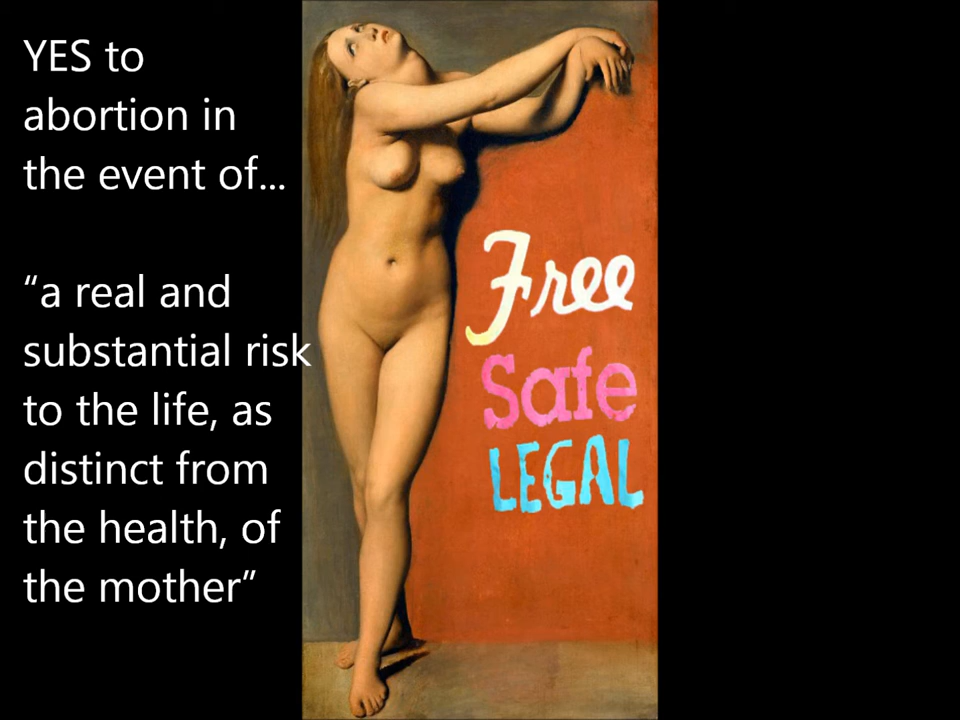 YES to
abortion in
the event of...
“a real and
substantial risk
to the life, as
distinct from
the health, of
the mother”
Free
Safe
LEGAL